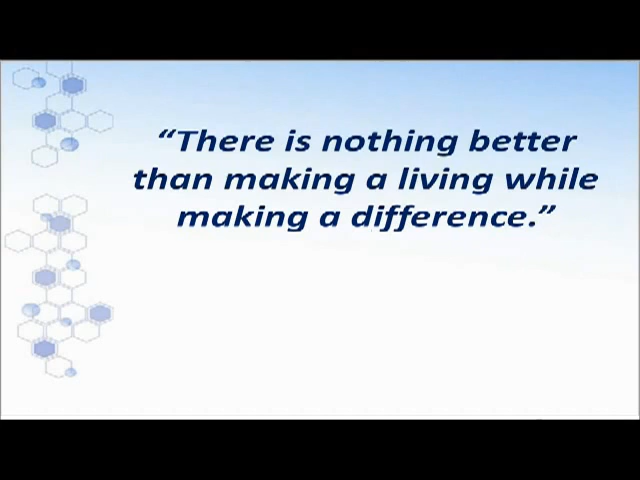 “There is nothing better
than making a living while
making a difference.”